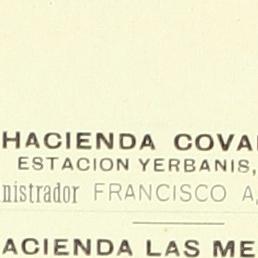 HACIENDA COVA
ESTACION YERBANIS,
nistrador FRANCISCO A.
ACIENDA LAS ME